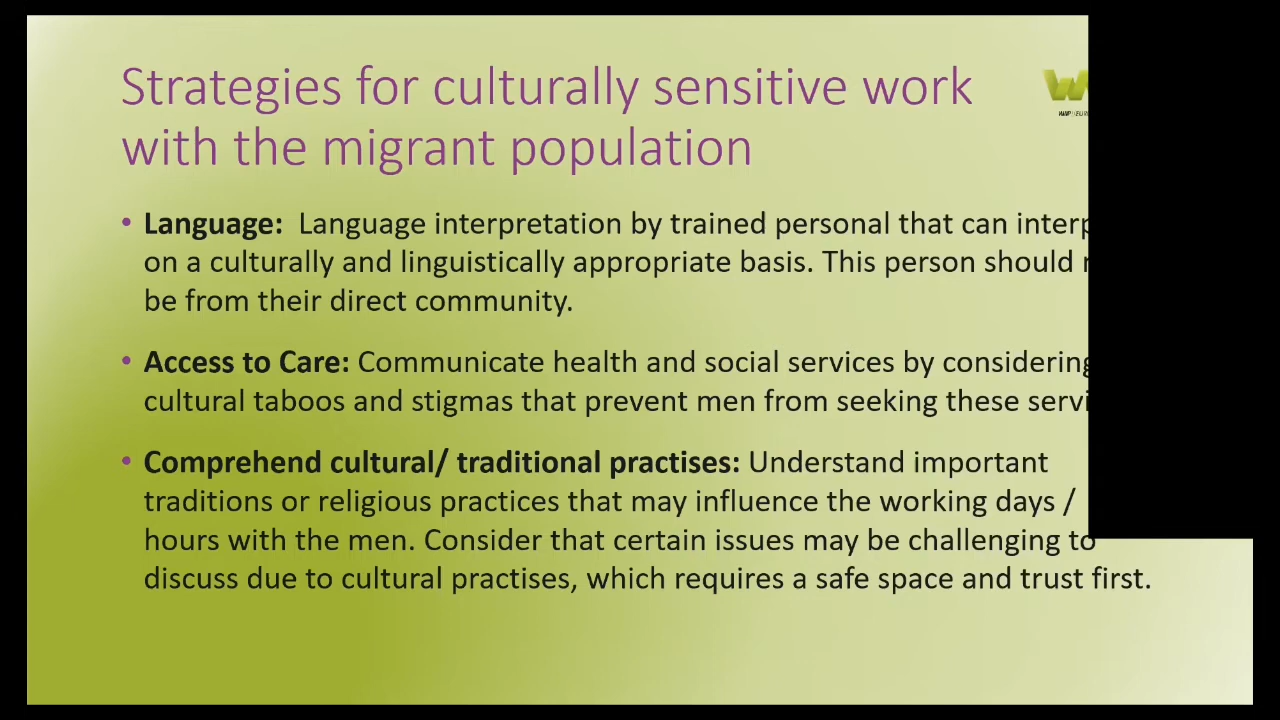 Strategies for culturally sensitive work
with the migrant population
• Language: Language interpretation by trained personal that can
on a culturally and linguistically appropriate basis. This person should
be from their direct community.
• Access to Care: Communicate health and social services by considering
cultural taboos and stigmas that prevent men from seeking these
• Comprehend cultural/ traditional practises: Understand important
traditions or religious practices that may influence the working days /
hours with the men. Consider that certain issues may be challenging to
discuss due to cultural practises, which requires a safe space and trust first.